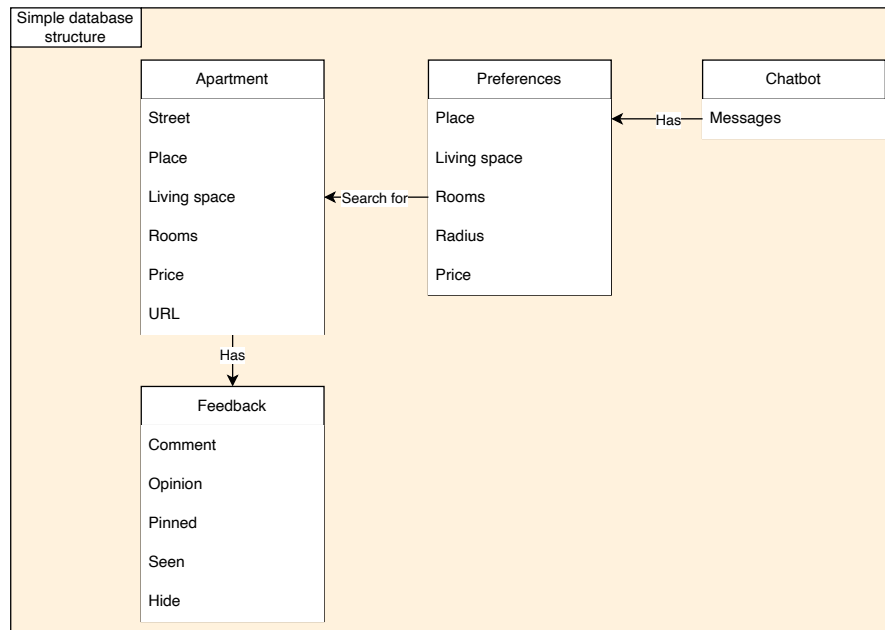 Simple database
structure
Apartment
Street
Place
Living space
Rooms
Price
URL
Search for
Preferences
Place
Living space
Rooms
Radius
Price
Has
Chatbot
Messages
Has
Feedback
Comment
Opinion
Pinned
Seen
Hide